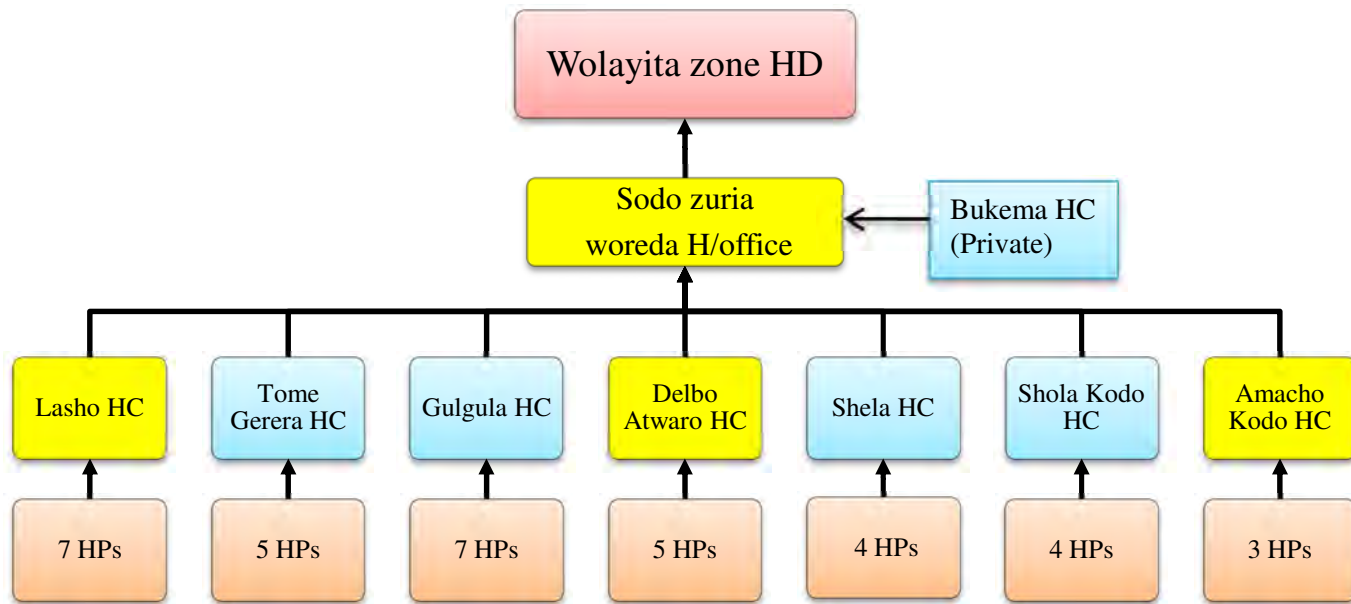 Wolayita zone HD
Sodo zuria
woreda H/office
Bukema HC
(Private)
Lasho HC
Tome
Gerera HC
Gulgula HC
Delbo
Atwaro HC
Shela HC
Shola Kodo
HC
Amacho
Kodo HC
7 HPs
5 HPs
7 HPs
5 HPs
4 HPs
4 HPs
3 HPs